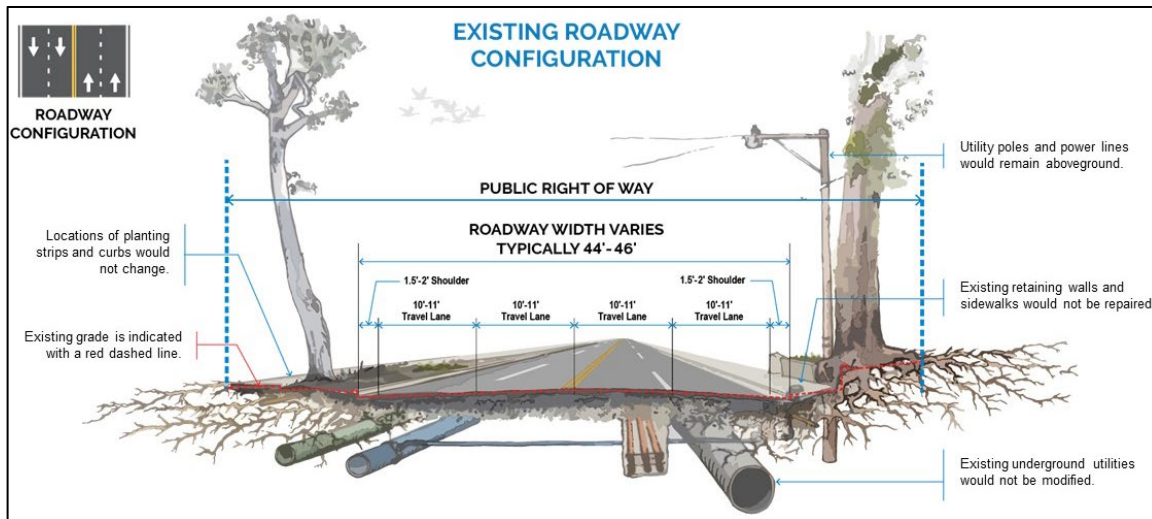 EXISTING ROADWAY
CONFIGURATION
ROADWAY
CONFIGURATION
PUBLIC RIGHT OF WAY
ROADWAY WIDTH VARIES
TYPICALLY 44'- 46'
1.5'-2' Shoulder
1.5'-2' Shoulder
10'-11'
Travel Lane
10'-11'
Travel Lane
10'-11'
Travel Lane
10'-11'
Travel Lane
Locations of planting
strips and curbs would
not change.
Existing grade is indicated
with a red dashed line.
Utility poles and power lines
would remain aboveground.
Existing retaining walls and
sidewalks would not be repaired
Existing underground utilities
would not be modified.